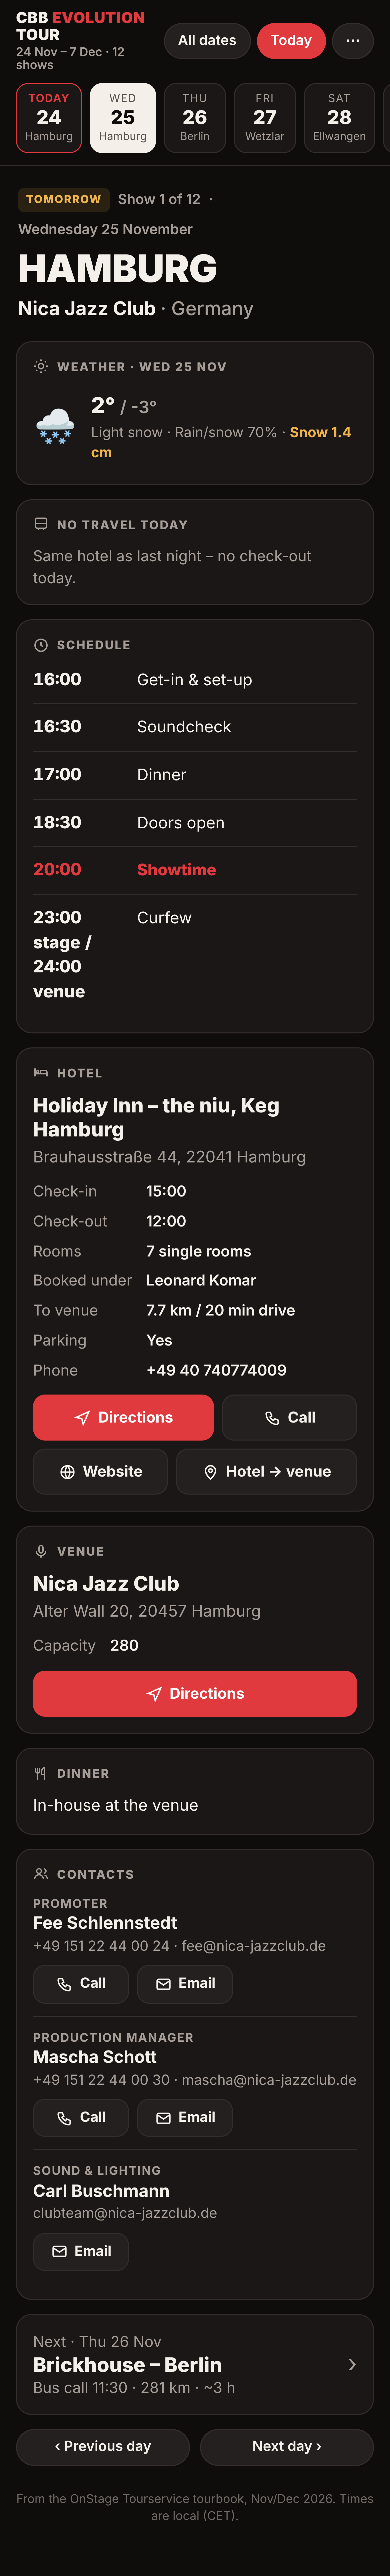 CBB EVOLUTION
TOUR
24 Nov – 7 Dec · 12
shows
All dates
Today
···
TODAY
24
Hamburg
WED
25
Hamburg
THU
26
Berlin
FRI
27
Wetzlar
SAT
28
Ellwangen
TOMORROW Show 1 of 12 ·
Wednesday 25 November
HAMBURG
Nica Jazz Club · Germany
WEATHER · WED 25 NOV
2° / -3°
Light snow · Rain/snow 70% · Snow 1.4
cm
NO TRAVEL TODAY
Same hotel as last night – no check-out
today.
SCHEDULE
16:00 Get-in & set-up
16:30 Soundcheck
17:00 Dinner
18:30 Doors open
20:00 Showtime
23:00 Curfew
stage /
24:00
venue
HOTEL
Holiday Inn – the niu, Keg
Hamburg
Brauhausstraße 44, 22041 Hamburg
Check-in 15:00
Check-out 12:00
Rooms 7 single rooms
Booked under Leonard Komar
To venue 7.7 km / 20 min drive
Parking Yes
Phone +49 40 740774009
Directions
Call
Website
Hotel → venue
VENUE
Nica Jazz Club
Alter Wall 20, 20457 Hamburg
Capacity 280
Directions
DINNER
In-house at the venue
CONTACTS
PROMOTER
Fee Schlennstedt
+49 151 22 44 00 24 · fee@nica-jazzclub.de
Call
Email
PRODUCTION MANAGER
Mascha Schott
+49 151 22 44 00 30 · mascha@nica-jazzclub.de
Call
Email
SOUND & LIGHTING
Carl Buschmann
clubteam@nica-jazzclub.de
Email
Next · Thu 26 Nov
Brickhouse – Berlin
Bus call 11:30 · 281 km · ~3 h
›
‹ Previous day
Next day ›
From the OnStage Tourservice tourbook, Nov/Dec 2026. Times
are local (CET).